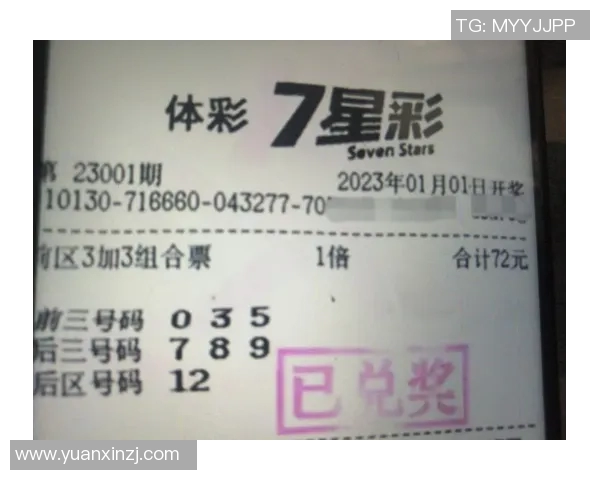 TG: MYYJJPP
体彩 7星彩
Seven Stars
第 23001期
2023年01月01日开奖
10130-716660-043277-70
前区3加3组合票 1倍 合计72元
前三号码 0 3 5
后三号码 7 8 9
后区号码 12
已兑奖
www.yuanxinzj.com